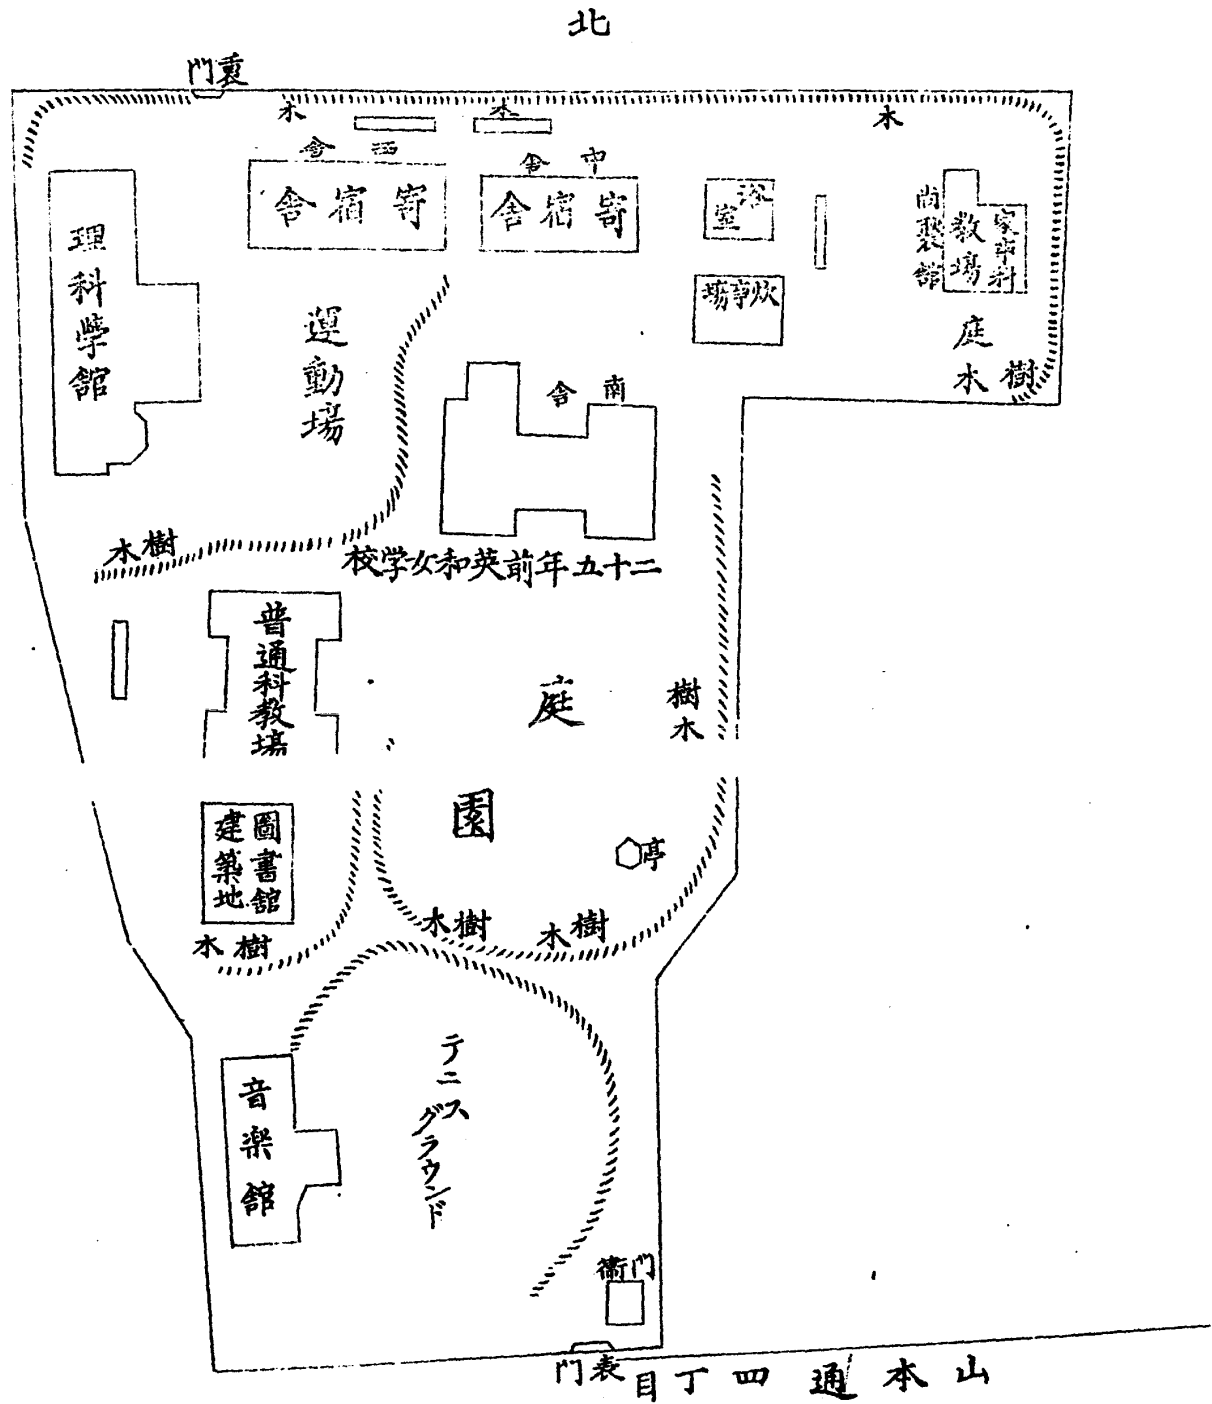 北
裏門
木
木
木
西舎
寄宿舎
中舎
寄宿舎
浴室
炊事場
家事科
教場
尚褧館
庭
樹木
理科学館
運動場
南舎
樹木
二十五年前英和女学校
普通科教場
庭園
樹木
亭
圖書館
建築地
樹木
樹木
樹木
音楽館
テニスグラウンド
門衛
表門
山本通四丁目